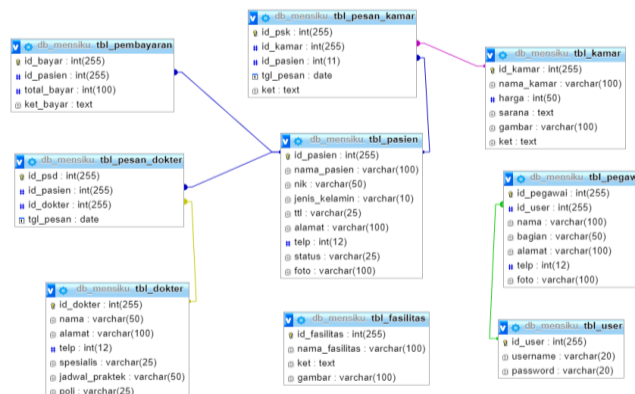 db_mensiku tbl_pembayaran
id_bayar : int(255)
id_pasien : int(255)
total_bayar : int(100)
ket_bayar : text
db_mensiku tbl_pesan_kamar
id_psk : int(255)
id_kamar : int(255)
id_pasien : int(11)
tgl_pesan : date
ket : text
db_mensiku tbl_kamar
id_kamar : int(255)
nama_kamar : varchar(100)
harga : int(50)
sarana : text
gambar : varchar(100)
ket : text
db_mensiku tbl_pesan_dokter
id_psd : int(255)
id_pasien : int(255)
id_dokter : int(255)
tgl_pesan : date
db_mensiku tbl_pasien
id_pasien : int(255)
nama_pasien : varchar(100)
nik : varchar(50)
jenis_kelamin : varchar(10)
ttl : varchar(25)
alamat : varchar(100)
telp : int(12)
status : varchar(25)
foto : varchar(100)
db_mensiku tbl_pegaw
id_pegawai : int(255)
id_user : int(255)
nama : varchar(100)
bagian : varchar(50)
alamat : varchar(100)
telp : int(12)
foto : varchar(100)
db_mensiku tbl_dokter
id_dokter : int(255)
nama : varchar(50)
alamat : varchar(100)
telp : int(12)
spesialis : varchar(25)
jadwal_praktek : varchar(50)
poli : varchar(25)
db_mensiku tbl_fasilitas
id_fasilitas : int(255)
nama_fasilitas : varchar(100)
ket : text
gambar : varchar(100)
db_mensiku tbl_user
id_user : int(255)
username : varchar(20)
password : varchar(20)